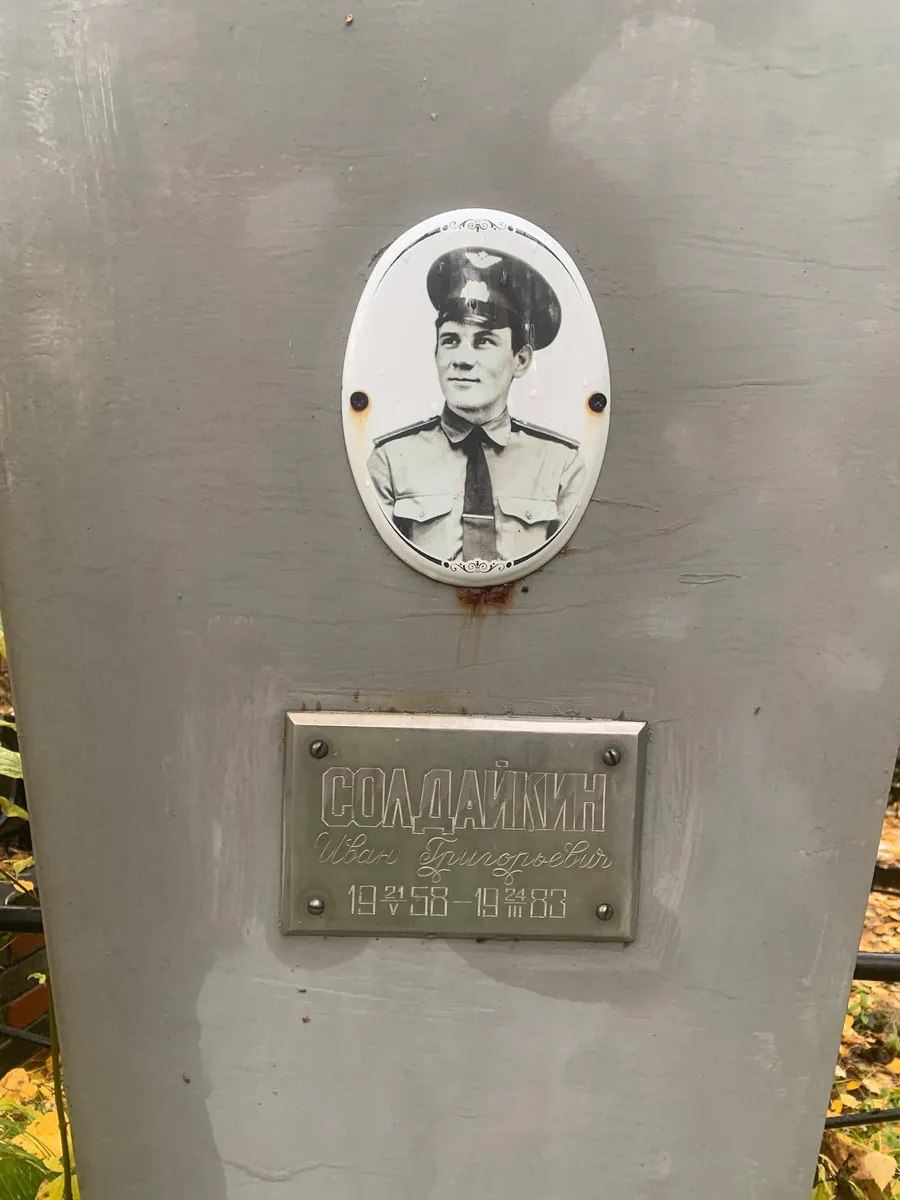 СОЛДАЙКИН
Иван Григорьевич
19 21/V 58 – 19 24/III 83